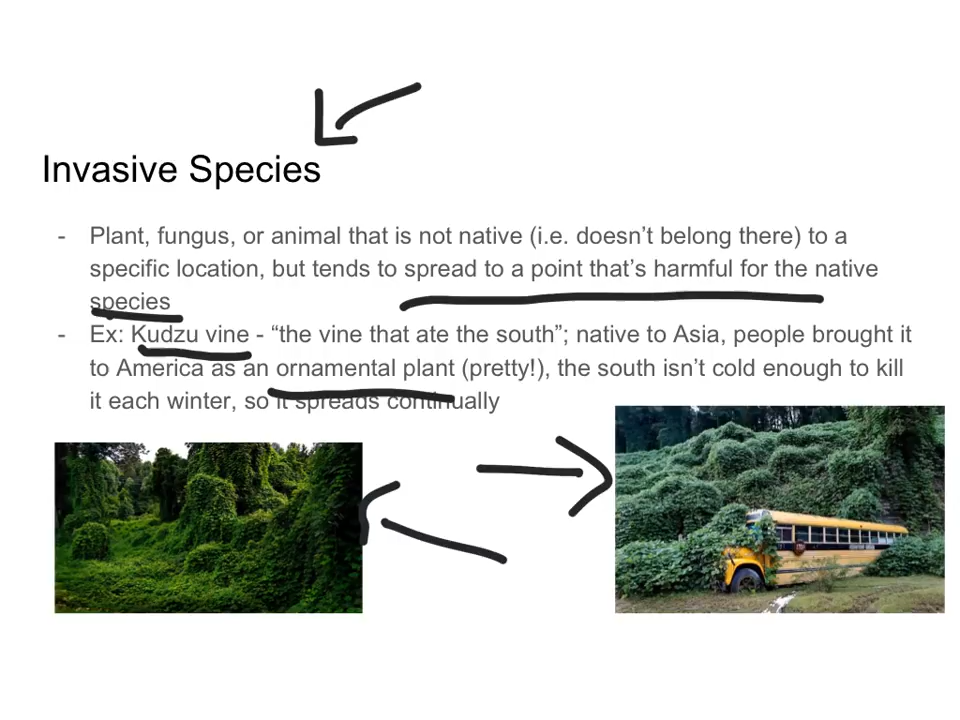 Invasive Species
- Plant, fungus, or animal that is not native (i.e. doesn’t belong there) to a
specific location, but tends to spread to a point that’s harmful for the native
species
- Ex: Kudzu vine - “the vine that ate the south”; native to Asia, people brought it
to America as an ornamental plant (pretty!), the south isn’t cold enough to kill
it each winter, so it spreads continually